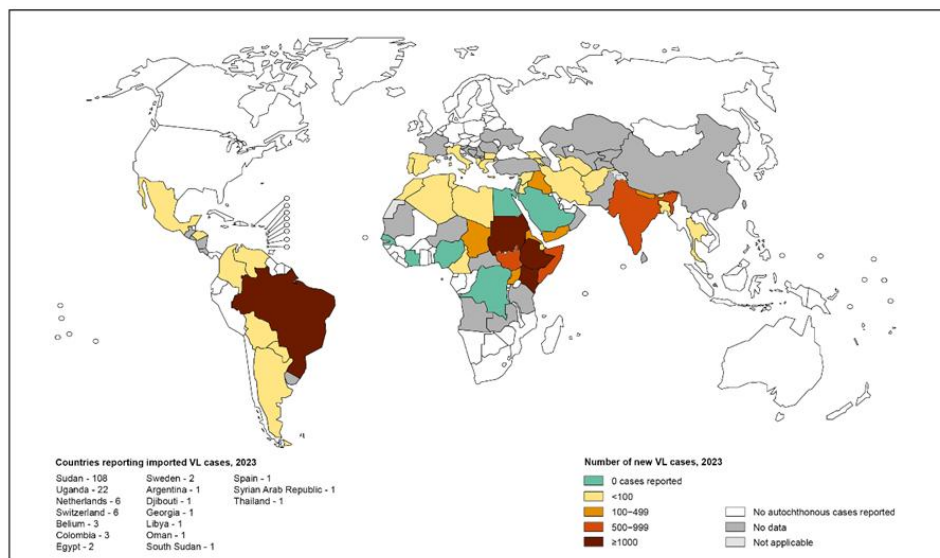 Countries reporting imported VL cases, 2023
Sudan - 108
Uganda - 22
Netherlands - 6
Switzerland - 6
Belium - 3
Colombia - 3
Egypt - 2
Sweden - 2
Argentina - 1
Djibouti - 1
Georgia - 1
Libya - 1
Oman - 1
South Sudan - 1
Spain - 1
Syrian Arab Republic - 1
Thailand - 1
Number of new VL cases, 2023
0 cases reported
<100
100–499
500–999
≥1000
No autochthonous cases reported
No data
Not applicable